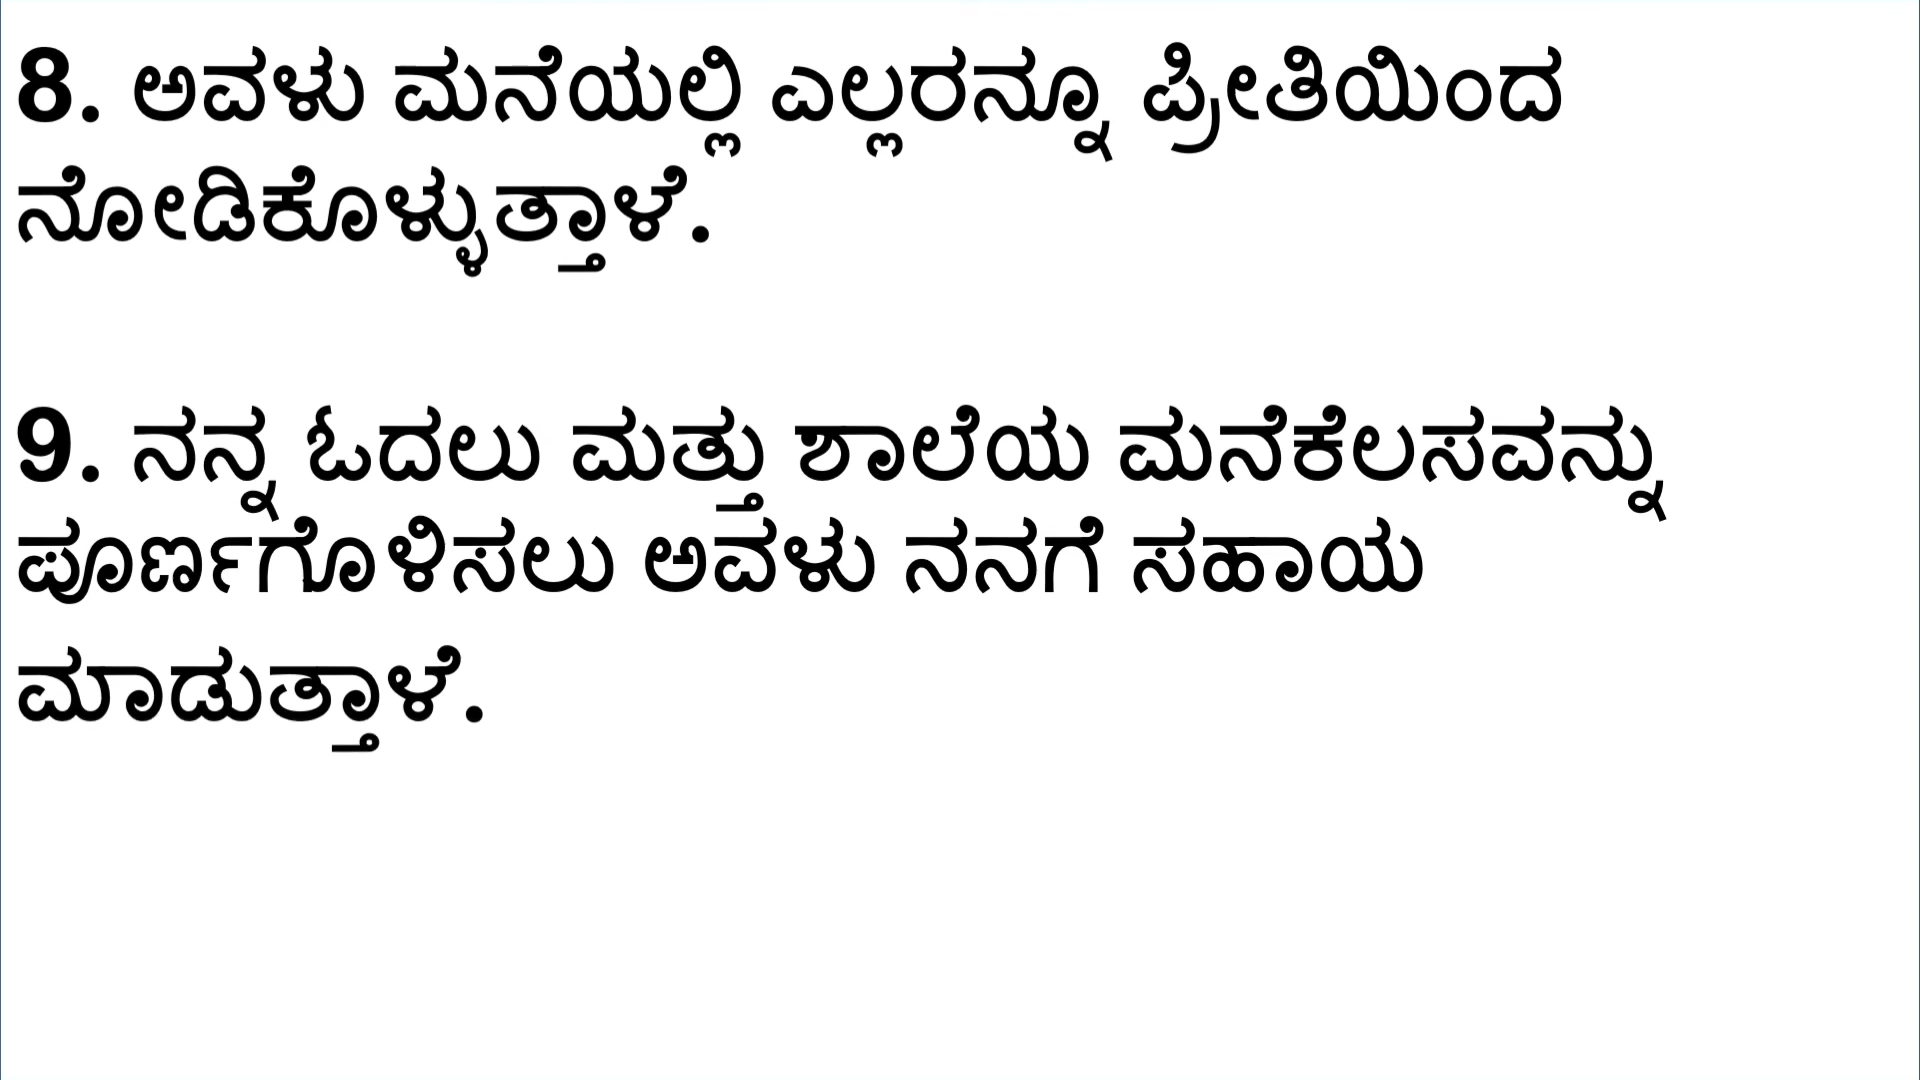 8. ಅವಳು ಮನೆಯಲ್ಲಿ ಎಲ್ಲರನ್ನೂ ಪ್ರೀತಿಯಿಂದ
ನೋಡಿಕೊಳ್ಳುತ್ತಾಳೆ.
9. ನನ್ನ ಓದಲು ಮತ್ತು ಶಾಲೆಯ ಮನೆಕೆಲಸವನ್ನು
ಪೂರ್ಣಗೊಳಿಸಲು ಅವಳು ನನಗೆ ಸಹಾಯ
ಮಾಡುತ್ತಾಳೆ.